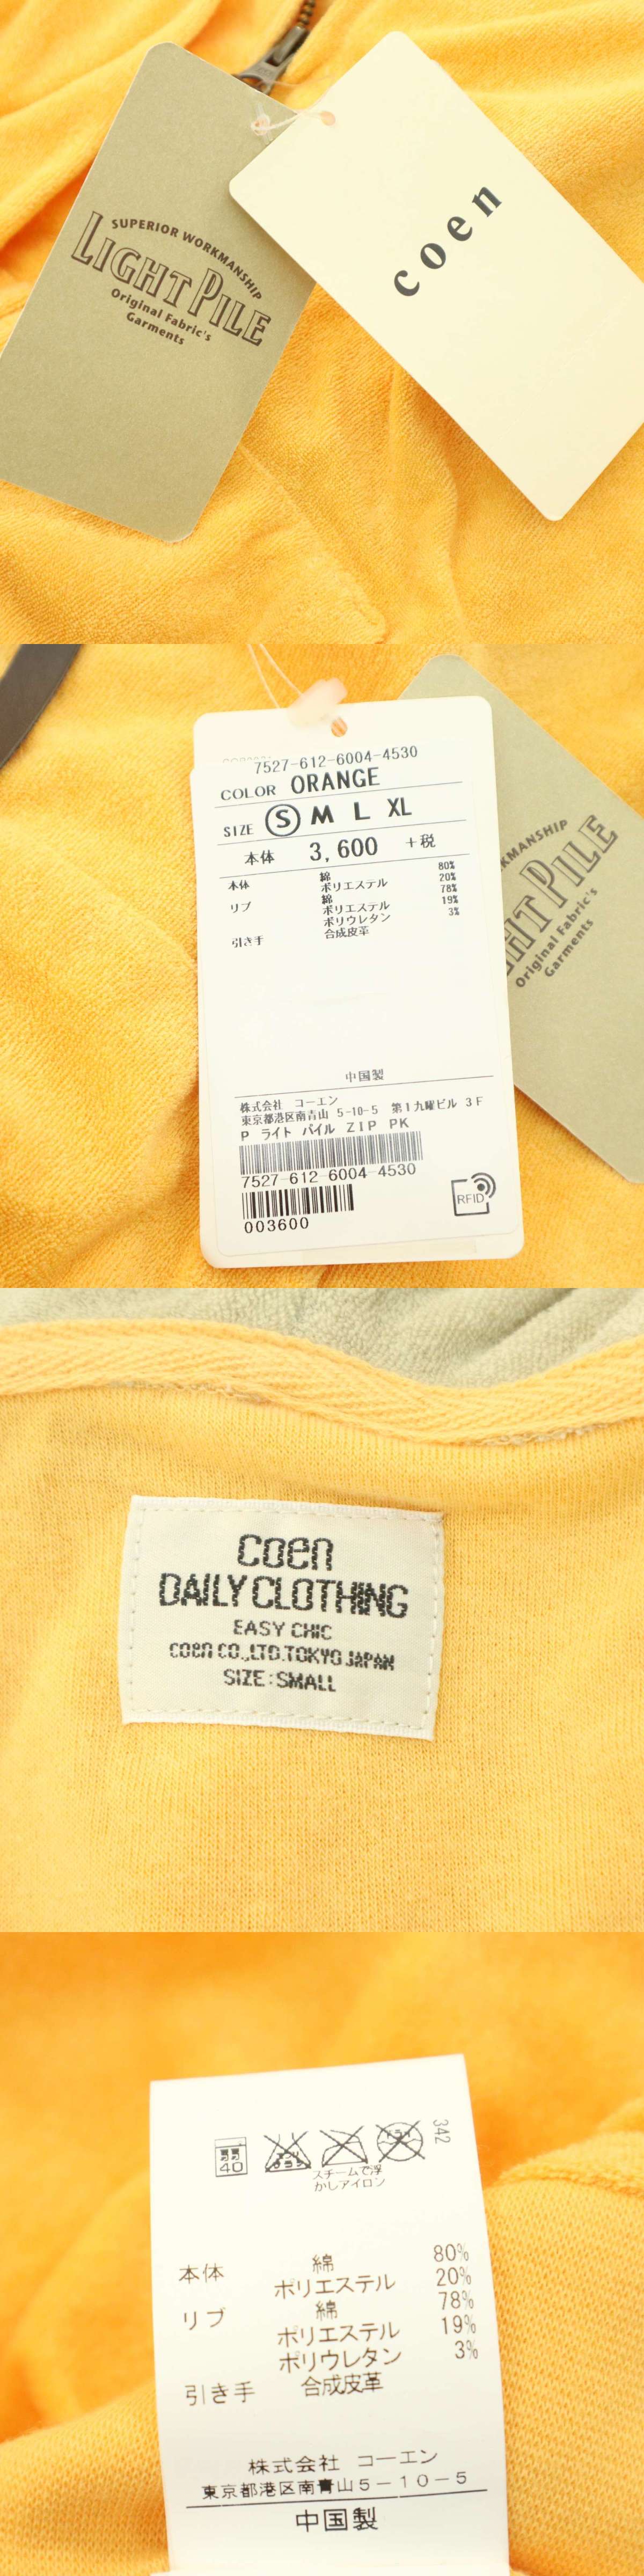 SUPERIOR WORKMANSHIP
LIGHT PILE
Original Fabric's
Garments
coen
7527-612-6004-4530
COLOR ORANGE
SIZE S M L XL
本体 3,600 +税
本体 綿 80%
ポリエステル 20%
リブ 綿 78%
ポリエステル 19%
ポリウレタン 3%
引き手 合成皮革
中国製
株式会社 コーエン
東京都港区南青山 5-10-5 第1九曜ビル 3F
P ライト パイル ZIP PK
7527-612-6004-4530
003600
RFID
KMANSHIP
HT PILE
Original Fabric's
Garments
coen
DAILY CLOTHING
EASY CHIC
COEN CO.,LTD.TOKYO JAPAN
SIZE:SMALL
40
342
スチームで浮
かしアイロン
本体 綿 80%
ポリエステル 20%
リブ 綿 78%
ポリエステル 19%
ポリウレタン 3%
引き手 合成皮革
株式会社 コーエン
東京都港区南青山5-10-5
中国製